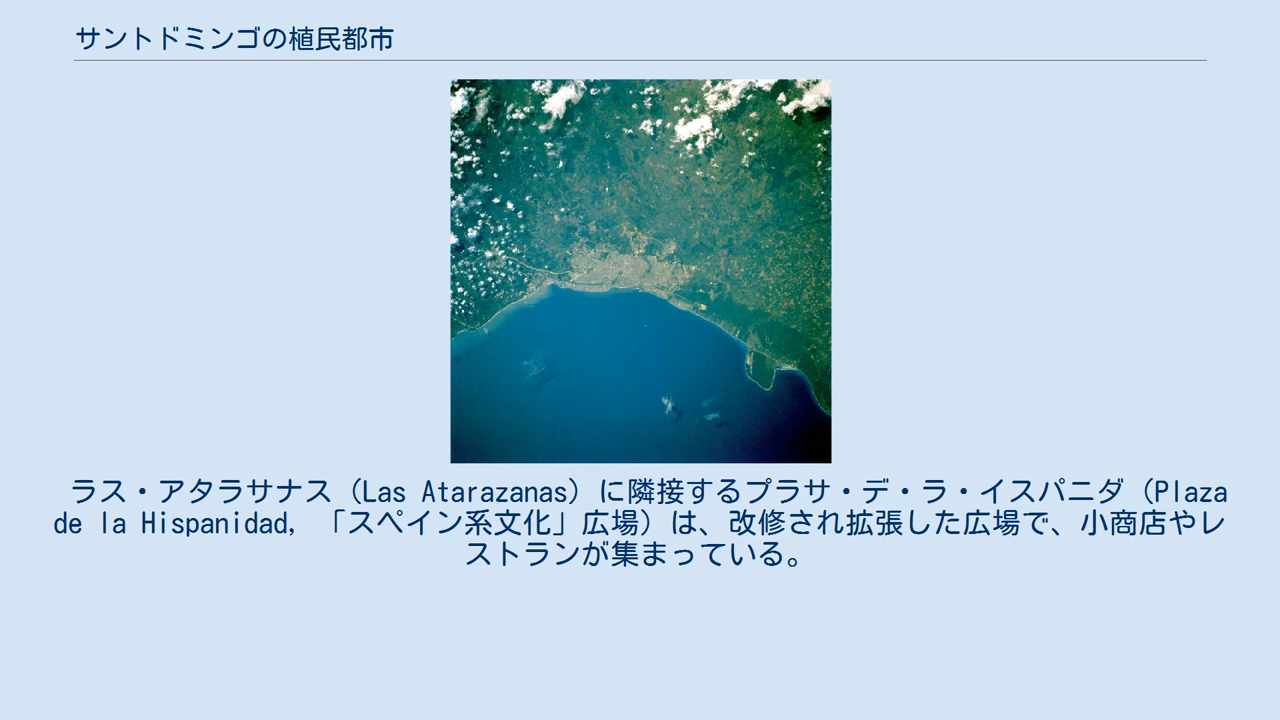 サントドミンゴの植民都市
ラス・アタラサナス（Las Atarazanas）に隣接するプラサ・デ・ラ・イスパニダ（Plaza
de la Hispanidad, 「スペイン系文化」広場）は、改修され拡張した広場で、小商店やレ
ストランが集まっている。